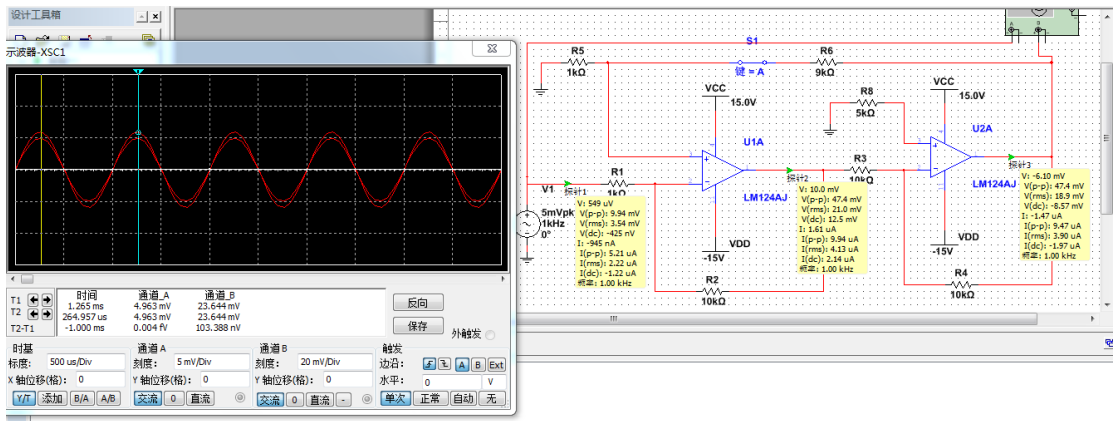 设计工具箱
示波器-XSC1
时间 通道_A 通道_B
T1 1.265 ms 4.963 mV 23.644 mV
T2 264.957 us 4.963 mV 23.644 mV
T2-T1 -1.000 ms 0.004 fV 103.388 nV
反向
保存
外触发
时基 通道A 通道B 触发
标度: 500 us/Div 刻度: 5 mV/Div 刻度: 20 mV/Div 边沿: A B Ext
X 轴位移(格): 0 Y 轴位移(格): 0 Y 轴位移(格): 0 水平: 0 V
Y/T 添加 B/A A/B 交流 0 直流 交流 0 直流 - 单次 正常 自动 无
A B
S1
R5
1kΩ
键 = A
R6
9kΩ
VCC
15.0V
R8
5kΩ
VCC
15.0V
U1A
U2A
R1
1kΩ
R3
10kΩ
LM124AJ
LM124AJ
V1
5mVpk
1kHz
0°
探针1
V: 549 uV
V(p-p): 9.94 mV
V(rms): 3.54 mV
V(dc): -425 nV
I: -945 nA
I(p-p): 5.21 uA
I(rms): 2.22 uA
I(dc): -1.22 uA
频率: 1.00 kHz
探针2
V: 10.0 mV
V(p-p): 47.4 mV
V(rms): 21.0 mV
V(dc): 12.5 mV
I: 1.61 uA
I(p-p): 9.94 uA
I(rms): 4.13 uA
I(dc): 2.14 uA
频率: 1.00 kHz
探针3
V: -6.10 mV
V(p-p): 47.4 mV
V(rms): 18.9 mV
V(dc): -8.57 mV
I: -1.47 uA
I(p-p): 9.47 uA
I(rms): 3.90 uA
I(dc): -1.97 uA
频率: 1.00 kHz
VDD
-15V
VDD
-15V
R2
10kΩ
R4
10kΩ